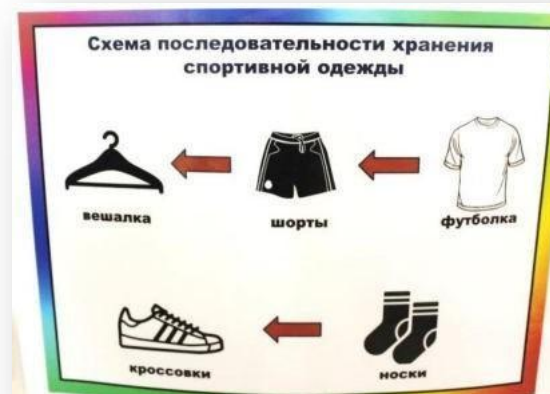 Схема последовательности хранения
спортивной одежды
вешалка
шорты
футболка
кроссовки
носки